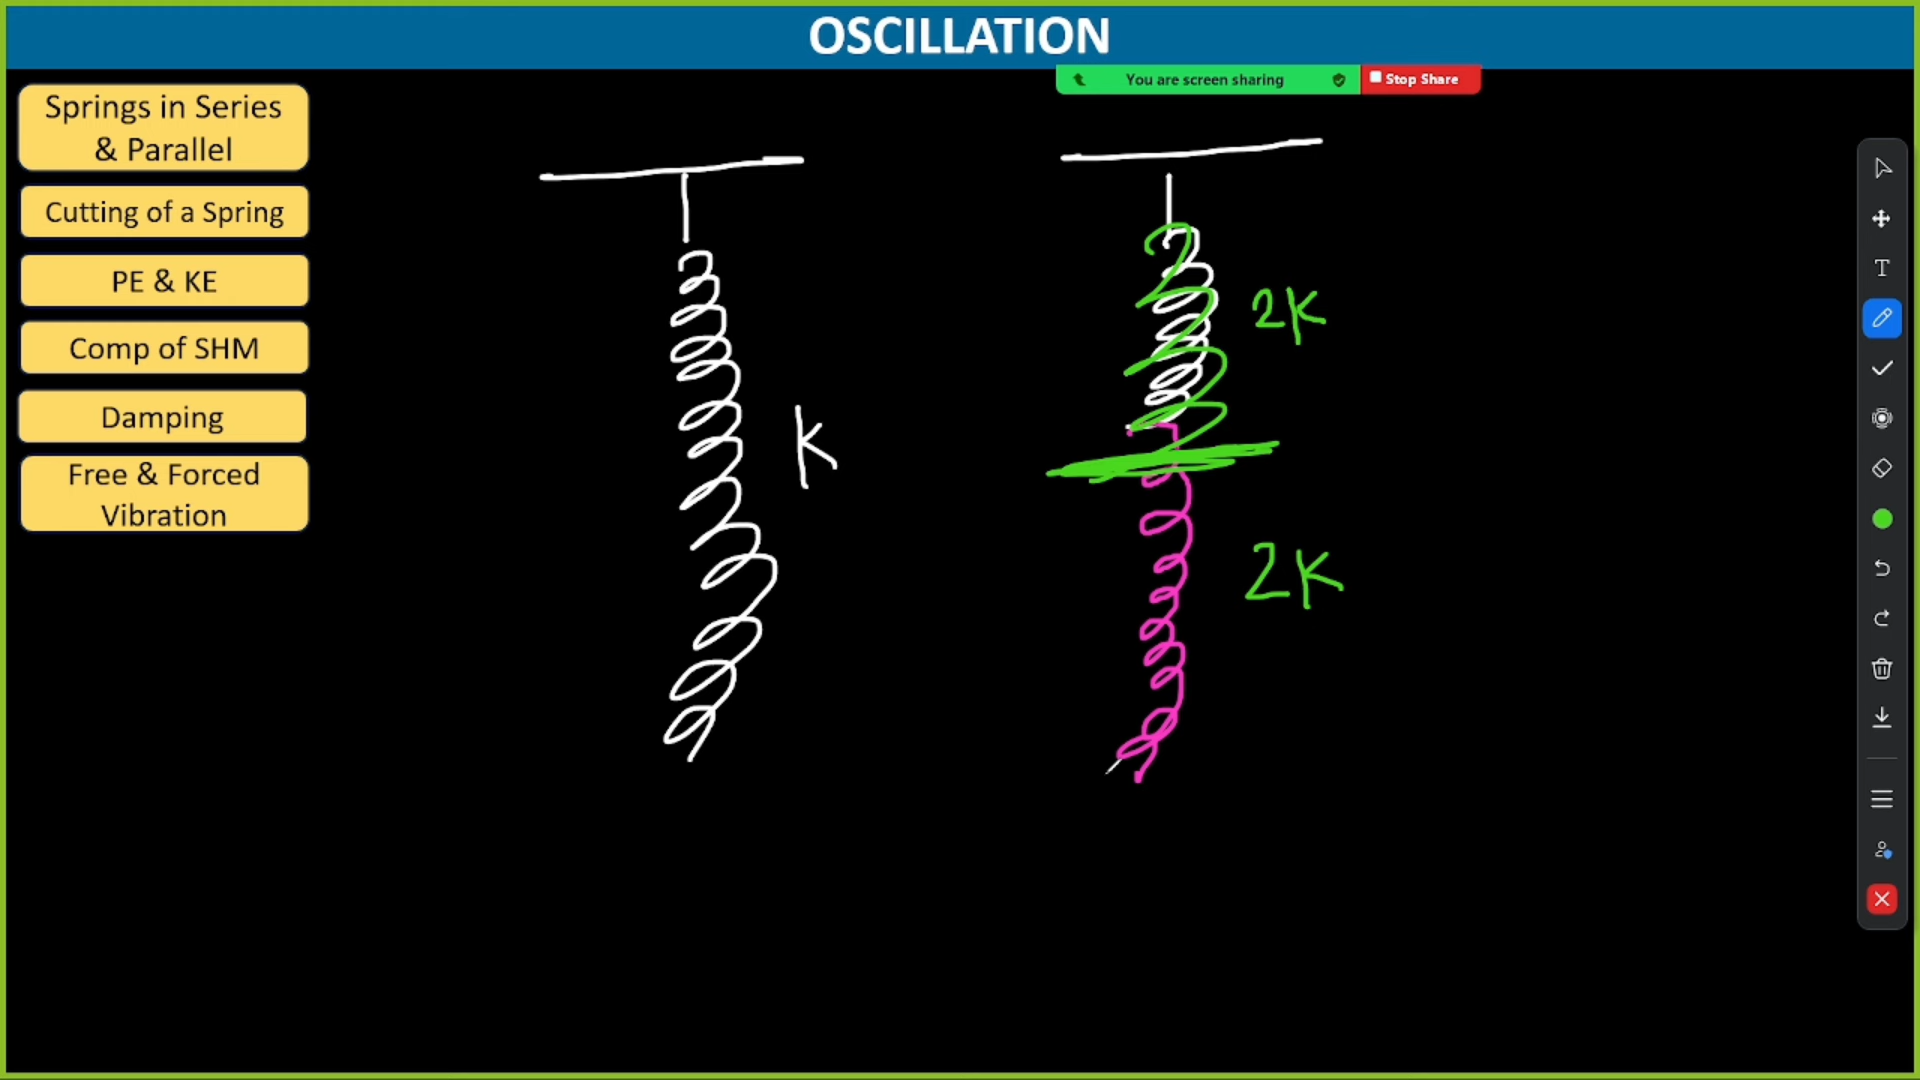 OSCILLATION
You are screen sharing
Stop Share
Springs in Series
& Parallel
Cutting of a Spring
PE & KE
Comp of SHM
Damping
Free & Forced
Vibration
K
2K
2K
T